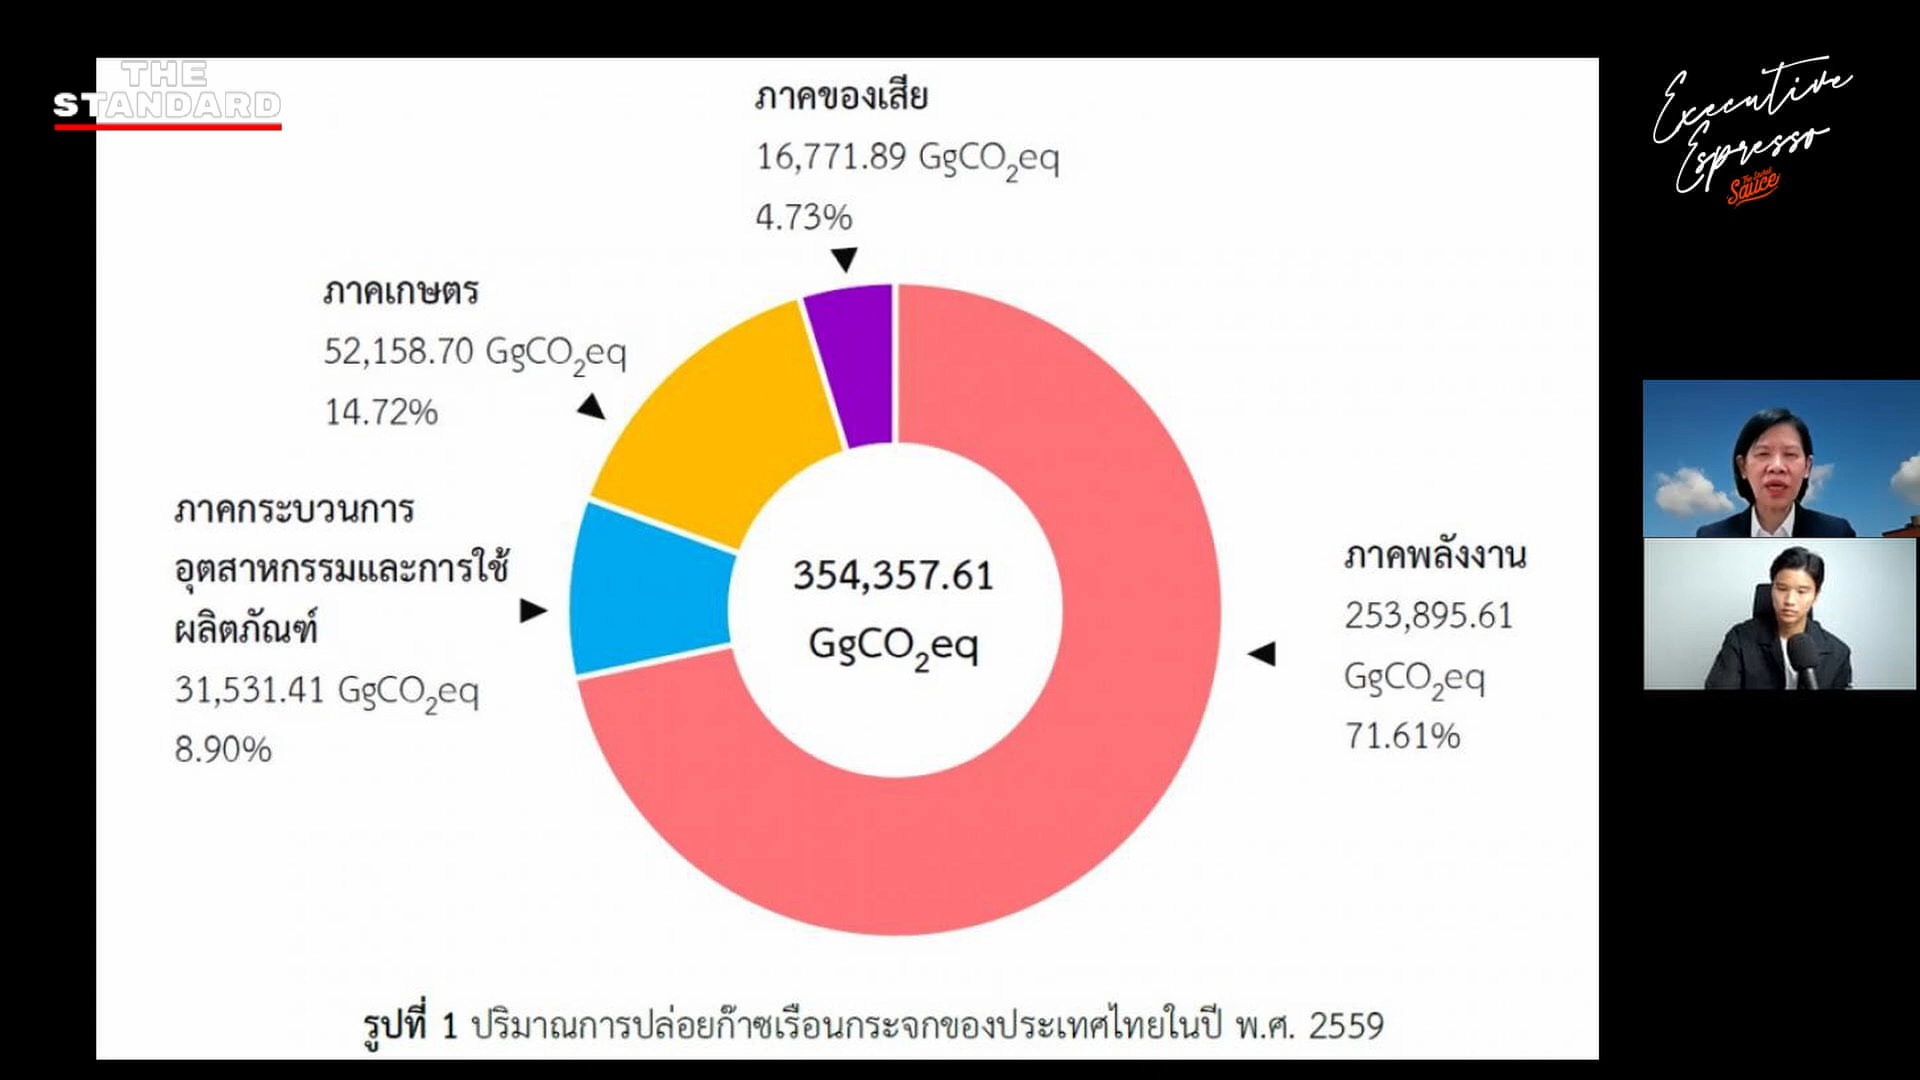 THE
STANDARD
Executive
Espresso
The Secret
Sauce
ภาคของเสีย
16,771.89 GgCO₂eq
4.73%
ภาคเกษตร
52,158.70 GgCO₂eq
14.72%
ภาคกระบวนการ
อุตสาหกรรมและการใช้
ผลิตภัณฑ์
31,531.41 GgCO₂eq
8.90%
354,357.61
GgCO₂eq
ภาคพลังงาน
253,895.61
GgCO₂eq
71.61%
รูปที่ 1 ปริมาณการปล่อยก๊าซเรือนกระจกของประเทศไทยในปี พ.ศ. 2559